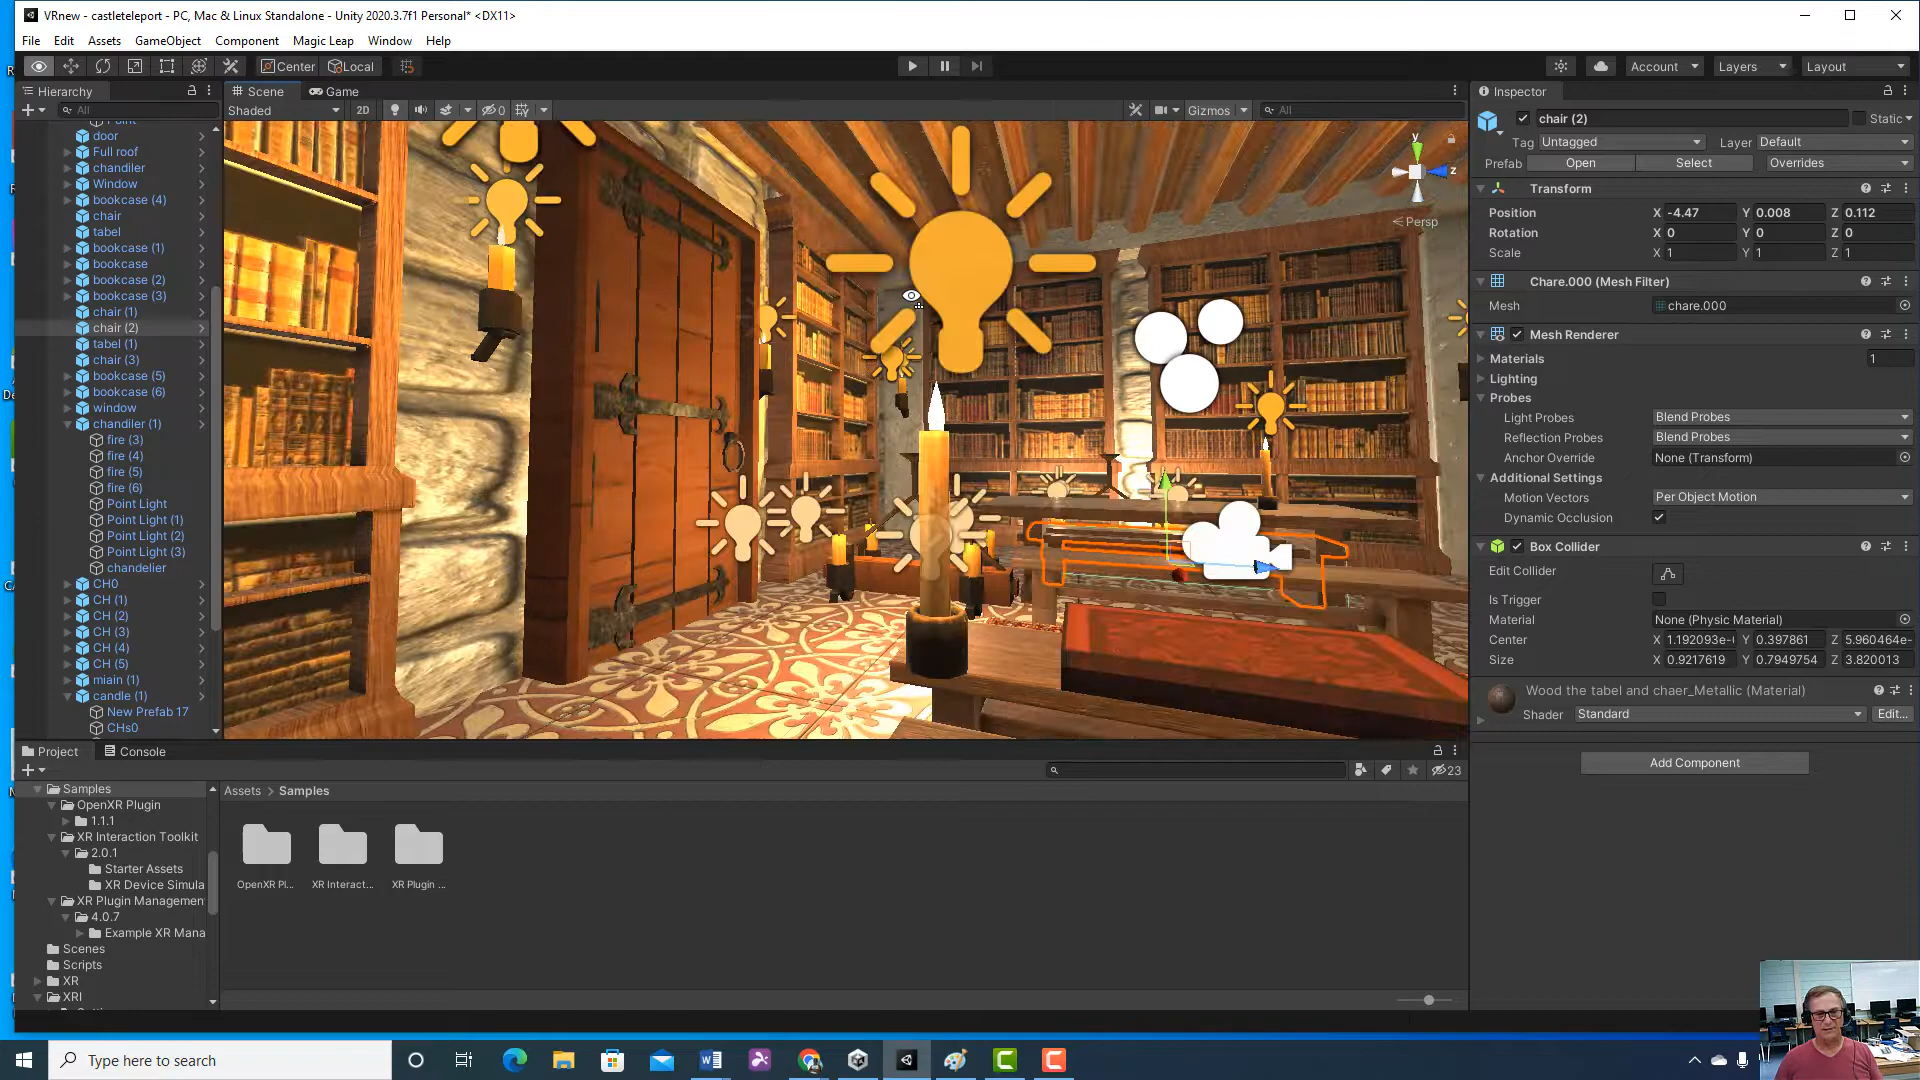 VRnew - castleteleport - PC, Mac & Linux Standalone - Unity 2020.3.7f1 Personal* <DX11>
File Edit Assets GameObject Component Magic Leap Window Help
Center Local Account Layers Layout
Hierarchy
All
door
Full roof
chandiler
Window
bookcase (4)
chair
tabel
bookcase (1)
bookcase
bookcase (2)
bookcase (3)
chair (1)
chair (2)
tabel (1)
chair (3)
bookcase (5)
bookcase (6)
window
chandiler (1)
fire (3)
fire (4)
fire (5)
fire (6)
Point Light
Point Light (1)
Point Light (2)
Point Light (3)
chandelier
CH0
CH (1)
CH (2)
CH (3)
CH (4)
CH (5)
miain (1)
candle (1)
New Prefab 17
CHs0
Scene Game
Shaded 2D 0 Gizmos All
y
z
Persp
Inspector
chair (2) Static
Tag Untagged Layer Default
Prefab Open Select Overrides
Transform
Position X -4.47 Y 0.008 Z 0.112
Rotation X 0 Y 0 Z 0
Scale X 1 Y 1 Z 1
Chare.000 (Mesh Filter)
Mesh chare.000
Mesh Renderer
Materials 1
Lighting
Probes
Light Probes Blend Probes
Reflection Probes Blend Probes
Anchor Override None (Transform)
Additional Settings
Motion Vectors Per Object Motion
Dynamic Occlusion
Box Collider
Edit Collider
Is Trigger
Material None (Physic Material)
Center X 1.192093e- Y 0.397861 Z 5.960464e-
Size X 0.9217619 Y 0.7949754 Z 3.820013
Wood the tabel and chaer_Metallic (Material)
Shader Standard Edit...
Add Component
Project Console
23
Samples
OpenXR Plugin
1.1.1
XR Interaction Toolkit
2.0.1
Starter Assets
XR Device Simula
XR Plugin Management
4.0.7
Example XR Mana
Scenes
Scripts
XR
XRI
Assets > Samples
OpenXR Pl... XR Interact... XR Plugin ...
Type here to search